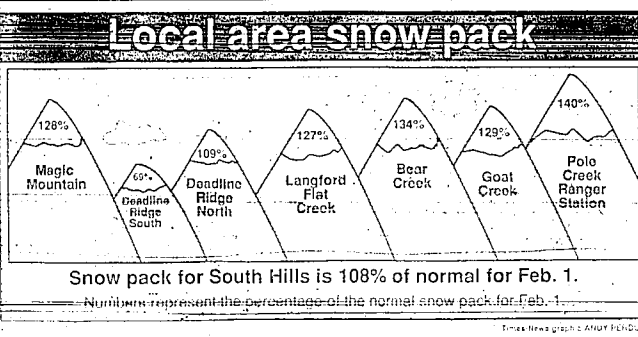 Local area snow pack
128%
Magic
Mountain
Deadline
Ridge
South
109%
Deadline
Ridge
North
127%
Langford
Flat
Creek
134%
Bear
Creek
129%
Goat
Creek
140%
Pole
Creek
Ranger
Station
Snow pack for South Hills is 108% of normal for Feb. 1.
Numbers represent the percentage of the normal snow pack for Feb. 1.
Times-News graphic ANDY